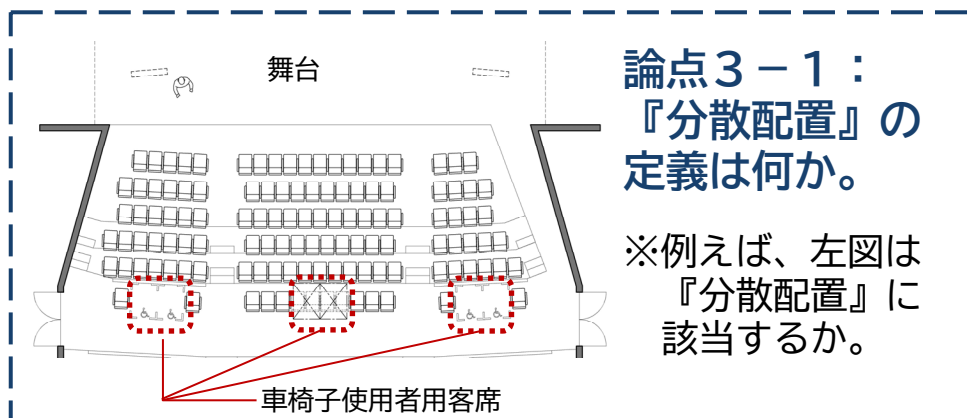 舞台
論点３－１：
『分散配置』の
定義は何か。
※例えば、左図は
『分散配置』に
該当するか。
車椅子使用者用客席